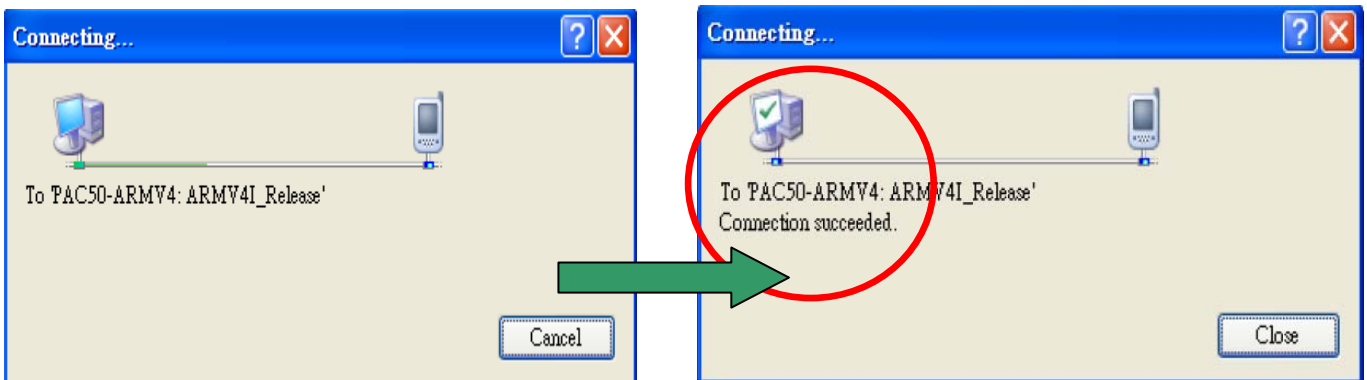 Connecting...
To 'PAC50-ARMV4: ARMV4I_Release'
Cancel
Connecting...
To 'PAC50-ARMV4: ARMV4I_Release'
Connection succeeded.
Close